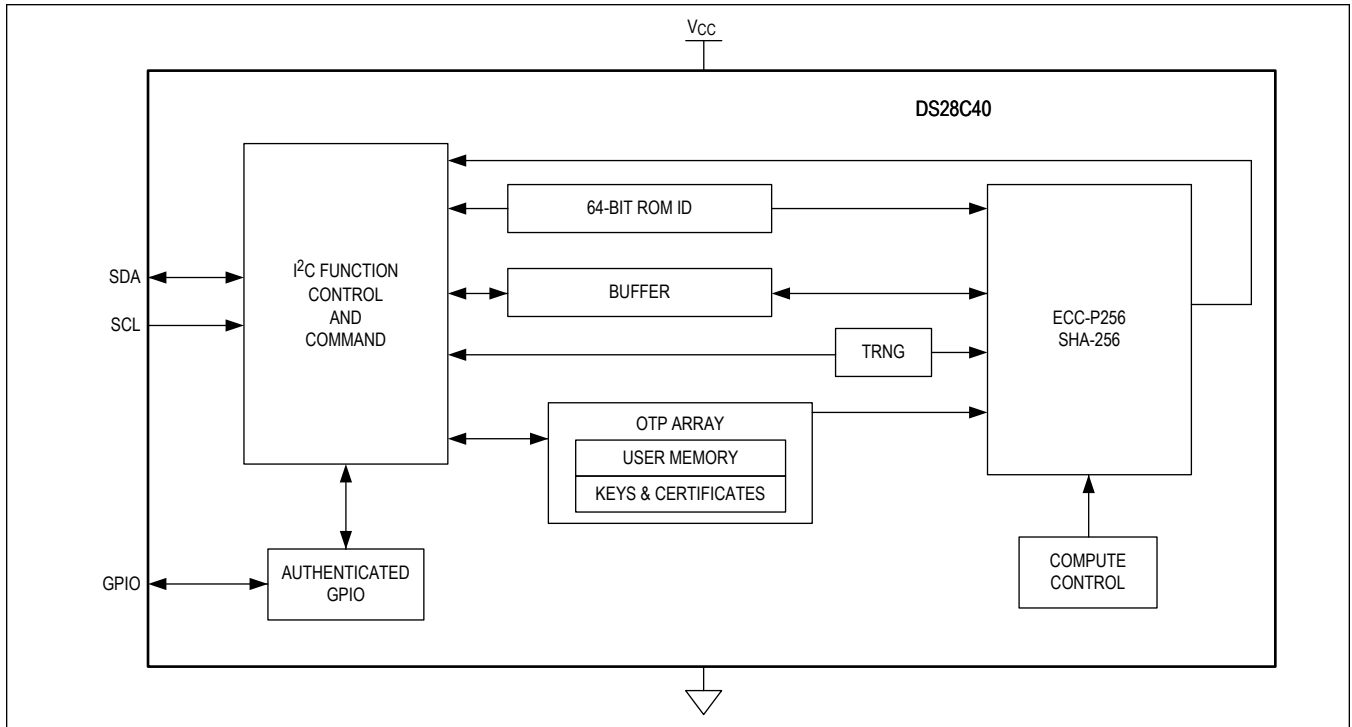 VCC
DS28C40
64-BIT ROM ID
I2C FUNCTION
CONTROL
AND
COMMAND
SDA
SCL
BUFFER
ECC-P256
SHA-256
TRNG
OTP ARRAY
USER MEMORY
KEYS & CERTIFICATES
GPIO
AUTHENTICATED
GPIO
COMPUTE
CONTROL